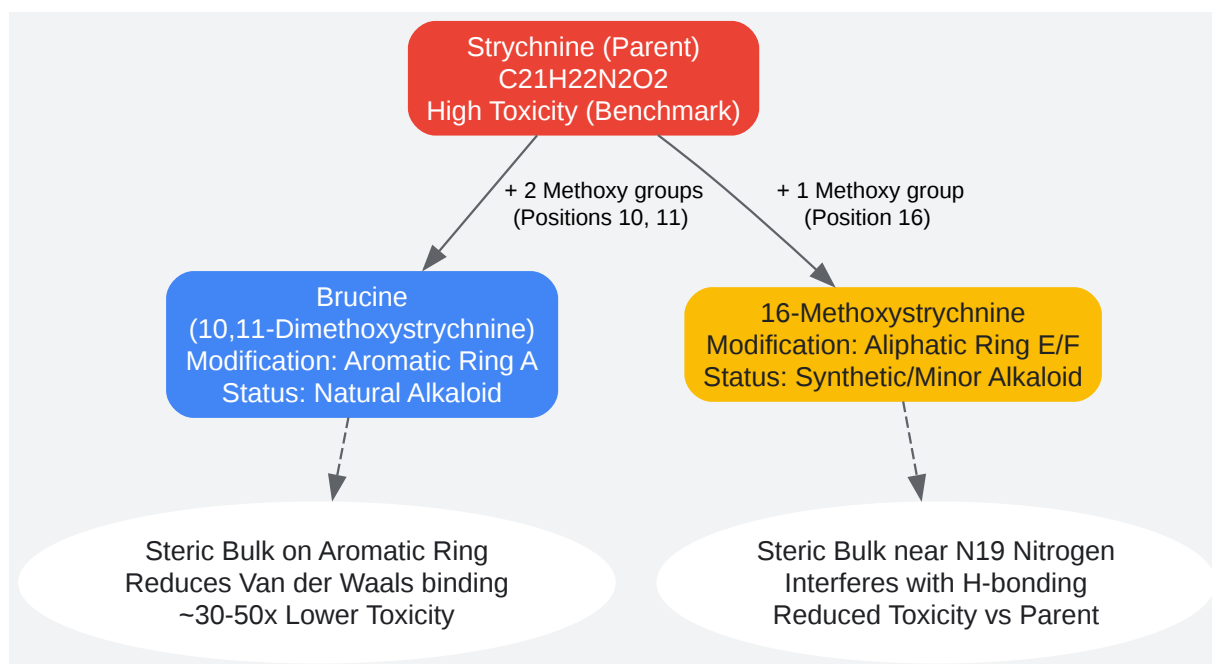 Strychnine (Parent)
C21H22N2O2
High Toxicity (Benchmark)
+ 2 Methoxy groups
(Positions 10, 11)
+ 1 Methoxy group
(Position 16)
Brucine
(10,11-Dimethoxystrychnine)
Modification: Aromatic Ring A
Status: Natural Alkaloid
16-Methoxystrychnine
Modification: Aliphatic Ring E/F
Status: Synthetic/Minor Alkaloid
Steric Bulk on Aromatic Ring
Reduces Van der Waals binding
~30-50x Lower Toxicity
Steric Bulk near N19 Nitrogen
Interferes with H-bonding
Reduced Toxicity vs Parent